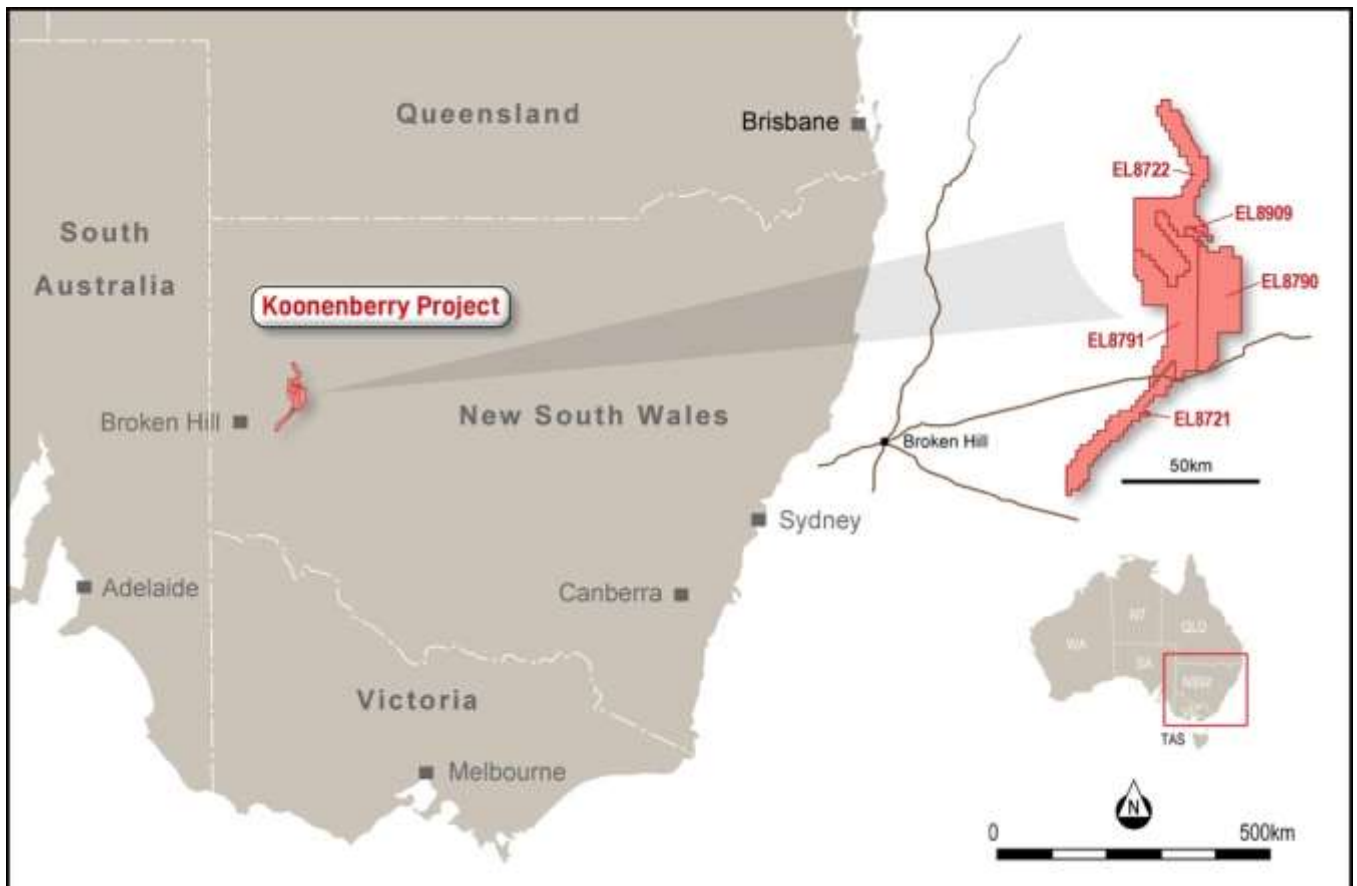 Queensland
Brisbane
South
Australia
Koonenberry Project
Broken Hill
New South Wales
Sydney
Adelaide
Canberra
Victoria
Melbourne
EL8722
EL8909
EL8790
EL8791
EL8721
Broken Hill
50km
WA
NT
QLD
SA
NSW
TAS
N
0
500km